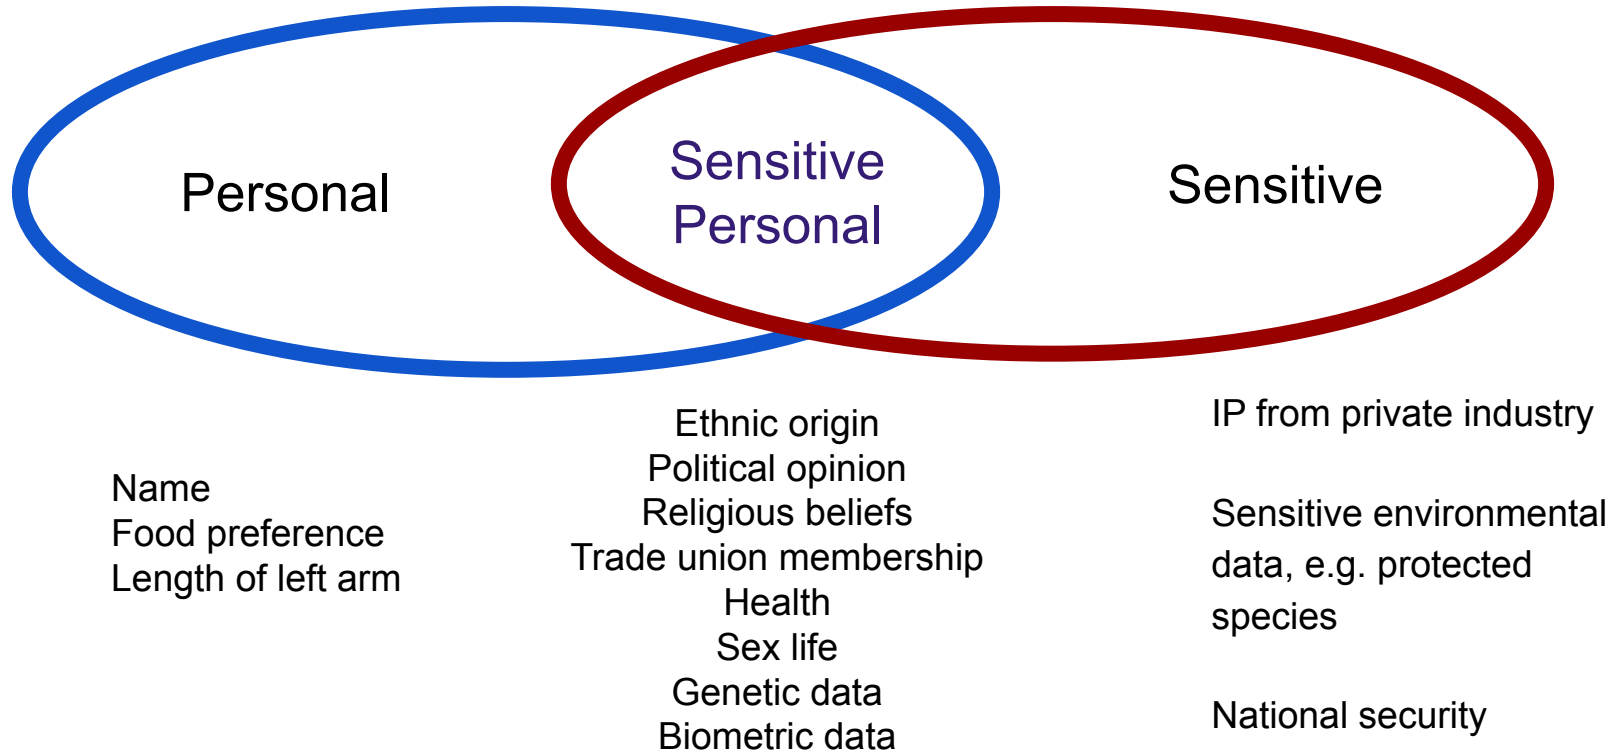 Personal
Sensitive
Personal
Sensitive
Name
Food preference
Length of left arm
Ethnic origin
Political opinion
Religious beliefs
Trade union membership
Health
Sex life
Genetic data
Biometric data
IP from private industry
Sensitive environmental
data, e.g. protected
species
National security